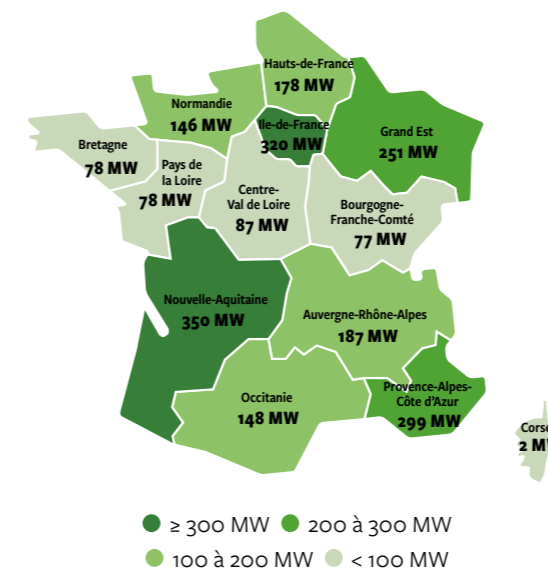 Hauts-de-France
178 MW
Normandie
146 MW
Ile-de-France
320 MW
Grand Est
251 MW
Bretagne
78 MW
Pays de
la Loire
78 MW
Centre-
Val de Loire
87 MW
Bourgogne-
Franche-Comté
77 MW
Nouvelle-Aquitaine
350 MW
Auvergne-Rhône-Alpes
187 MW
Occitanie
148 MW
Provence-Alpes-
Côte d'Azur
299 MW
Corse
2 MW
≥ 300 MW 200 à 300 MW
100 à 200 MW < 100 MW